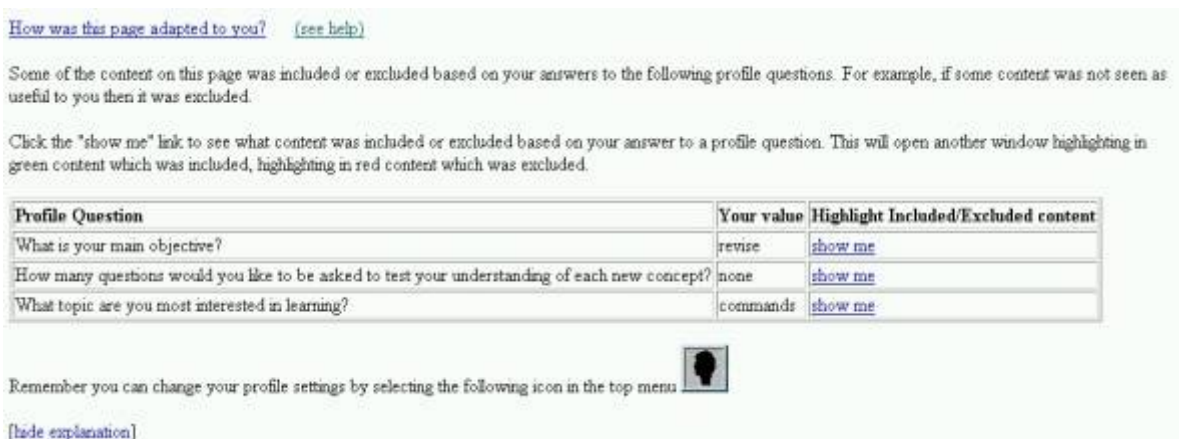 How was this page adapted to you? (see help)
Some of the content on this page was included or excluded based on your answers to the following profile questions. For example, if some content was not seen as
useful to you then it was excluded.
Click the "show me" link to see what content was included or excluded based on your answer to a profile question. This will open another window highlighting in
green content which was included, highlighting in red content which was excluded.
Profile Question Your value Highlight Included/Excluded content
What is your main objective? revise show me
How many questions would you like to be asked to test your understanding of each new concept? none show me
What topic are you most interested in learning? commands show me
Remember you can change your profile settings by selecting the following icon in the top menu
[hide explanation]